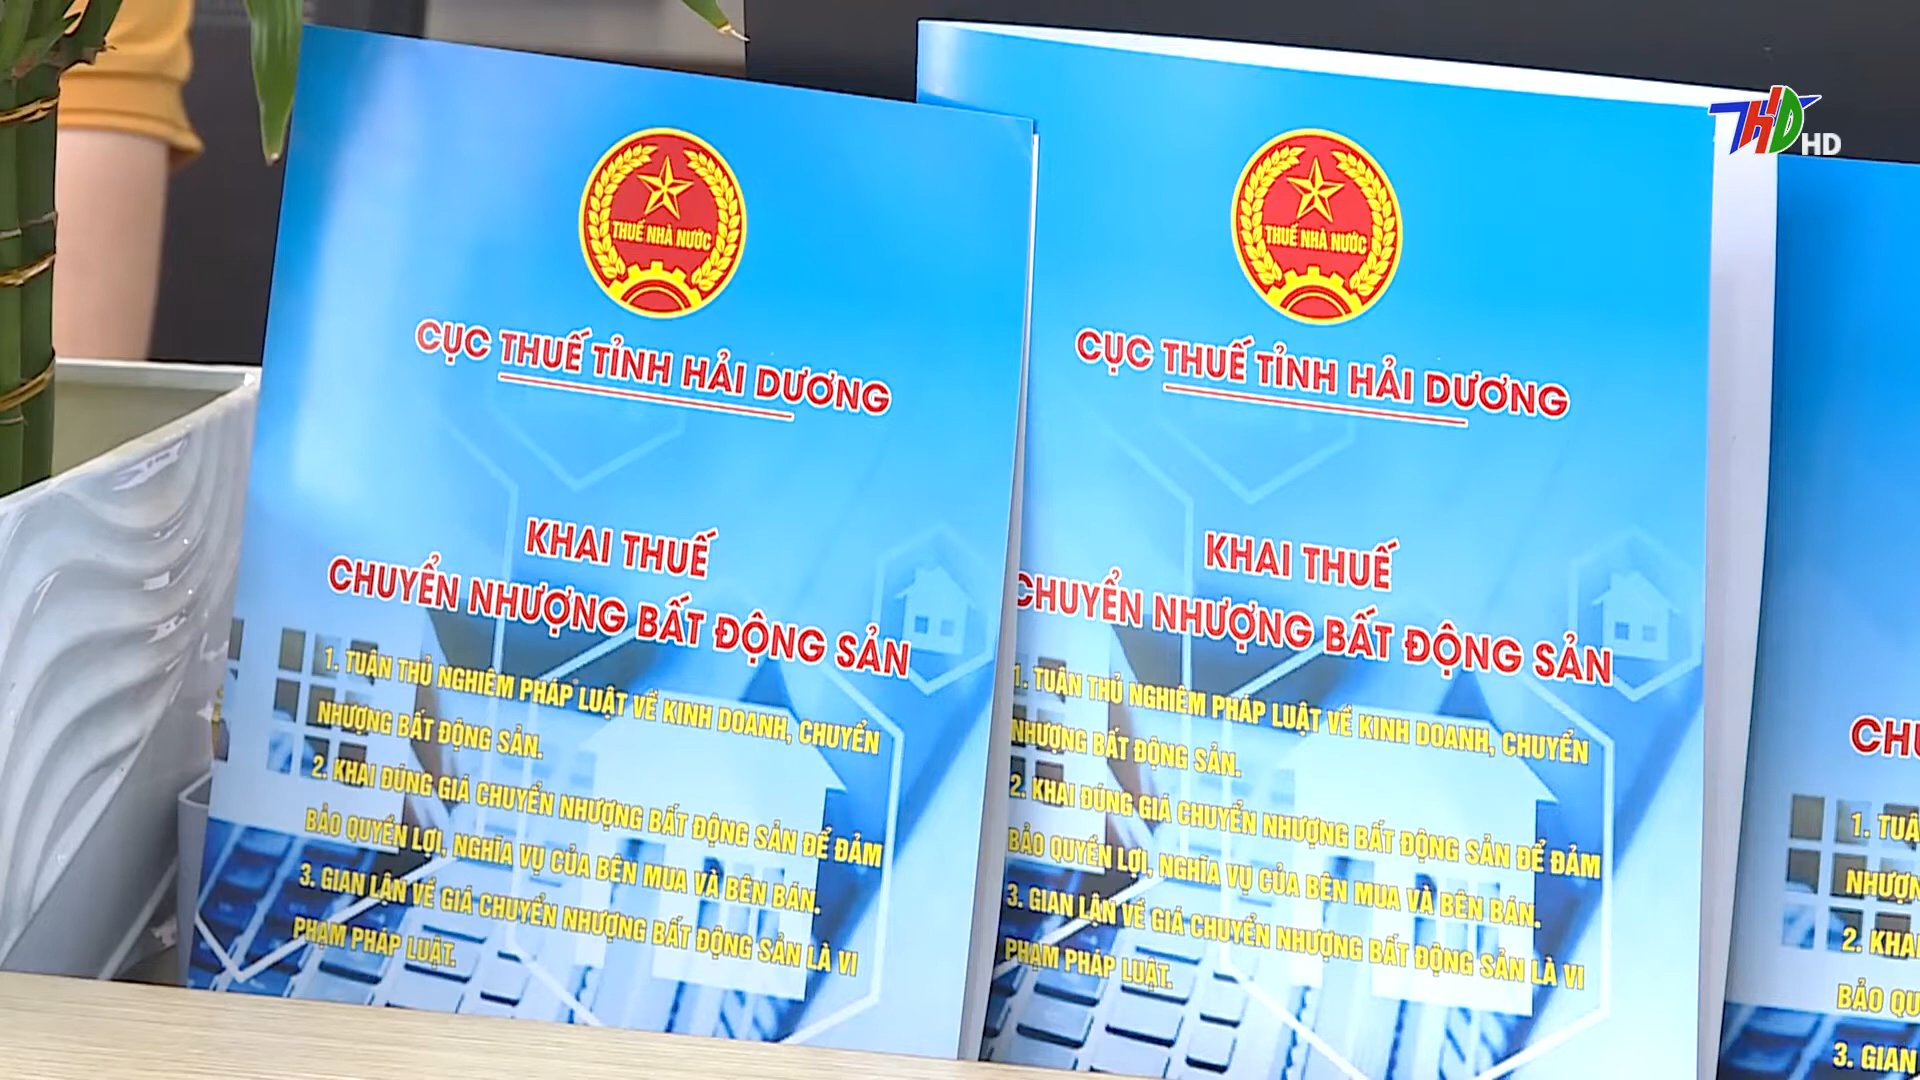 THD HD
THUẾ NHÀ NƯỚC
CỤC THUẾ TỈNH HẢI DƯƠNG
KHAI THUẾ
CHUYỂN NHƯỢNG BẤT ĐỘNG SẢN
1. TUÂN THỦ NGHIÊM PHÁP LUẬT VỀ KINH DOANH, CHUYỂN
NHƯỢNG BẤT ĐỘNG SẢN.
2. KHAI ĐÚNG GIÁ CHUYỂN NHƯỢNG BẤT ĐỘNG SẢN ĐỂ ĐẢM
BẢO QUYỀN LỢI, NGHĨA VỤ CỦA BÊN MUA VÀ BÊN BÁN.
3. GIAN LẬN VỀ GIÁ CHUYỂN NHƯỢNG BẤT ĐỘNG SẢN LÀ VI
PHẠM PHÁP LUẬT.
THUẾ NHÀ NƯỚC
CỤC THUẾ TỈNH HẢI DƯƠNG
KHAI THUẾ
CHUYỂN NHƯỢNG BẤT ĐỘNG SẢN
1. TUÂN THỦ NGHIÊM PHÁP LUẬT VỀ KINH DOANH, CHUYỂN
NHƯỢNG BẤT ĐỘNG SẢN.
2. KHAI ĐÚNG GIÁ CHUYỂN NHƯỢNG BẤT ĐỘNG SẢN ĐỂ ĐẢM
BẢO QUYỀN LỢI, NGHĨA VỤ CỦA BÊN MUA VÀ BÊN BÁN.
3. GIAN LẬN VỀ GIÁ CHUYỂN NHƯỢNG BẤT ĐỘNG SẢN LÀ VI
PHẠM PHÁP LUẬT.
1.
2.
BẢO
3. GIAN